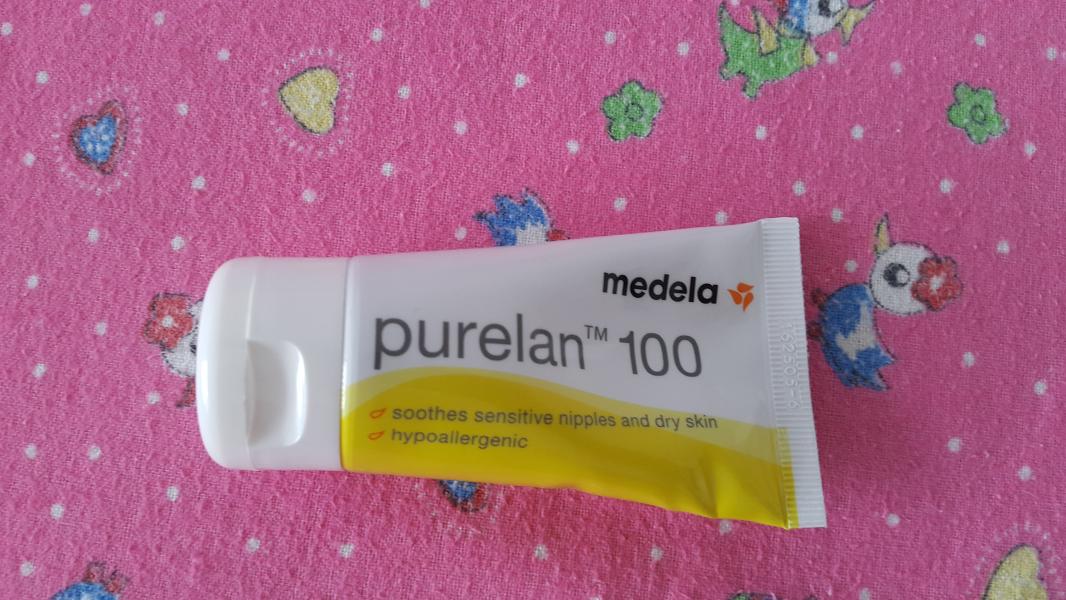 medela
purelan™ 100
soothes sensitive nipples and dry skin
hypoallergenic